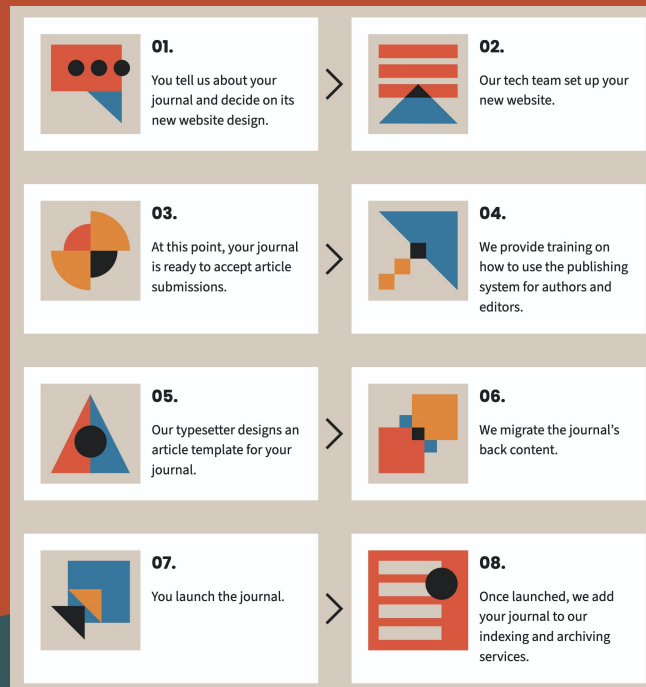 01.
You tell us about your
journal and decide on its
new website design.
02.
Our tech team set up your
new website.
03.
At this point, your journal
is ready to accept article
submissions.
04.
We provide training on
how to use the publishing
system for authors and
editors.
05.
Our typesetter designs an
article template for your
journal.
06.
We migrate the journal's
back content.
07.
You launch the journal.
08.
Once launched, we add
your journal to our
indexing and archiving
services.